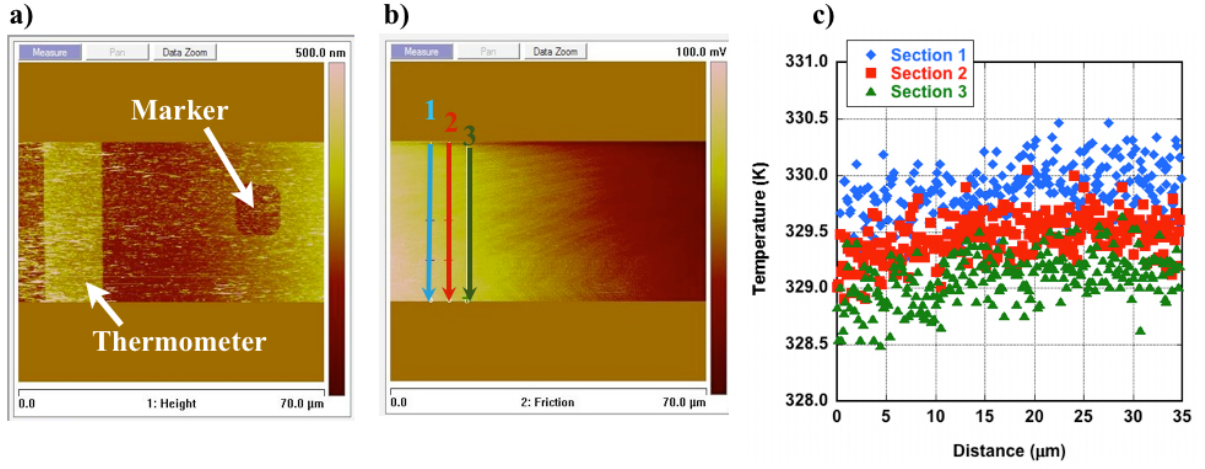 a)
Measure Pan Data Zoom 500.0 nm
Marker
Thermometer
0.0 1: Height 70.0 µm
b)
Measure Pan Data Zoom 100.0 mV
1 2 3
0.0 2: Friction 70.0 µm
c)
Section 1
Section 2
Section 3
Temperature (K)
331.0
330.5
330.0
329.5
329.0
328.5
328.0
0 5 10 15 20 25 30 35
Distance (µm)